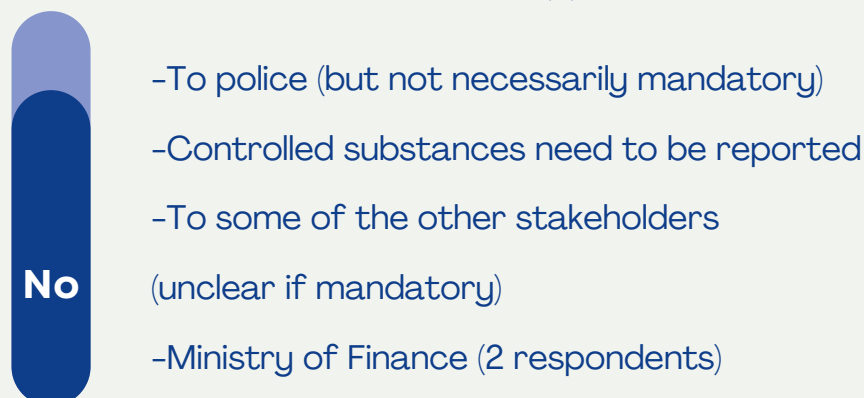 -To police (but not necessarily mandatory)
-Controlled substances need to be reported
-To some of the other stakeholders
No
(unclear if mandatory)
-Ministry of Finance (2 respondents)